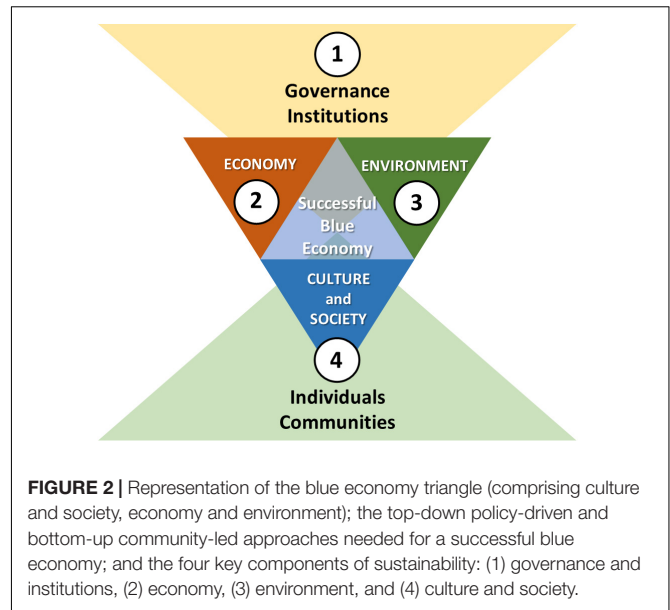 1
Governance
Institutions
ECONOMY
ENVIRONMENT
2
3
Successful
Blue
Economy
CULTURE
and
SOCIETY
4
Individuals
Communities
FIGURE 2 | Representation of the blue economy triangle (comprising culture
and society, economy and environment); the top-down policy-driven and
bottom-up community-led approaches needed for a successful blue
economy; and the four key components of sustainability: (1) governance and
institutions, (2) economy, (3) environment, and (4) culture and society.